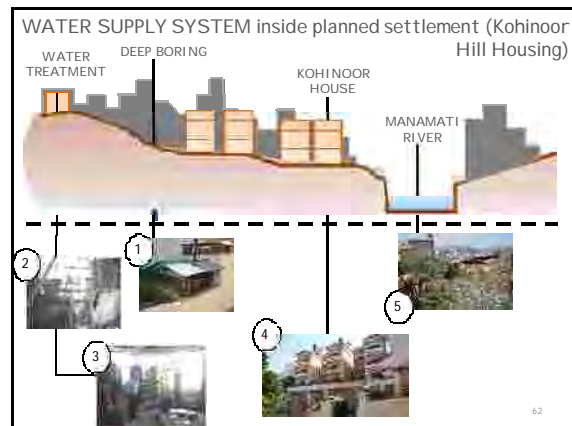 WATER SUPPLY SYSTEM inside planned settlement (Kohinoor
Hill Housing)
WATER
TREATMENT
DEEP BORING
KOHINOOR
HOUSE
MANAMATI
RIVER
1
2
3
4
5
62